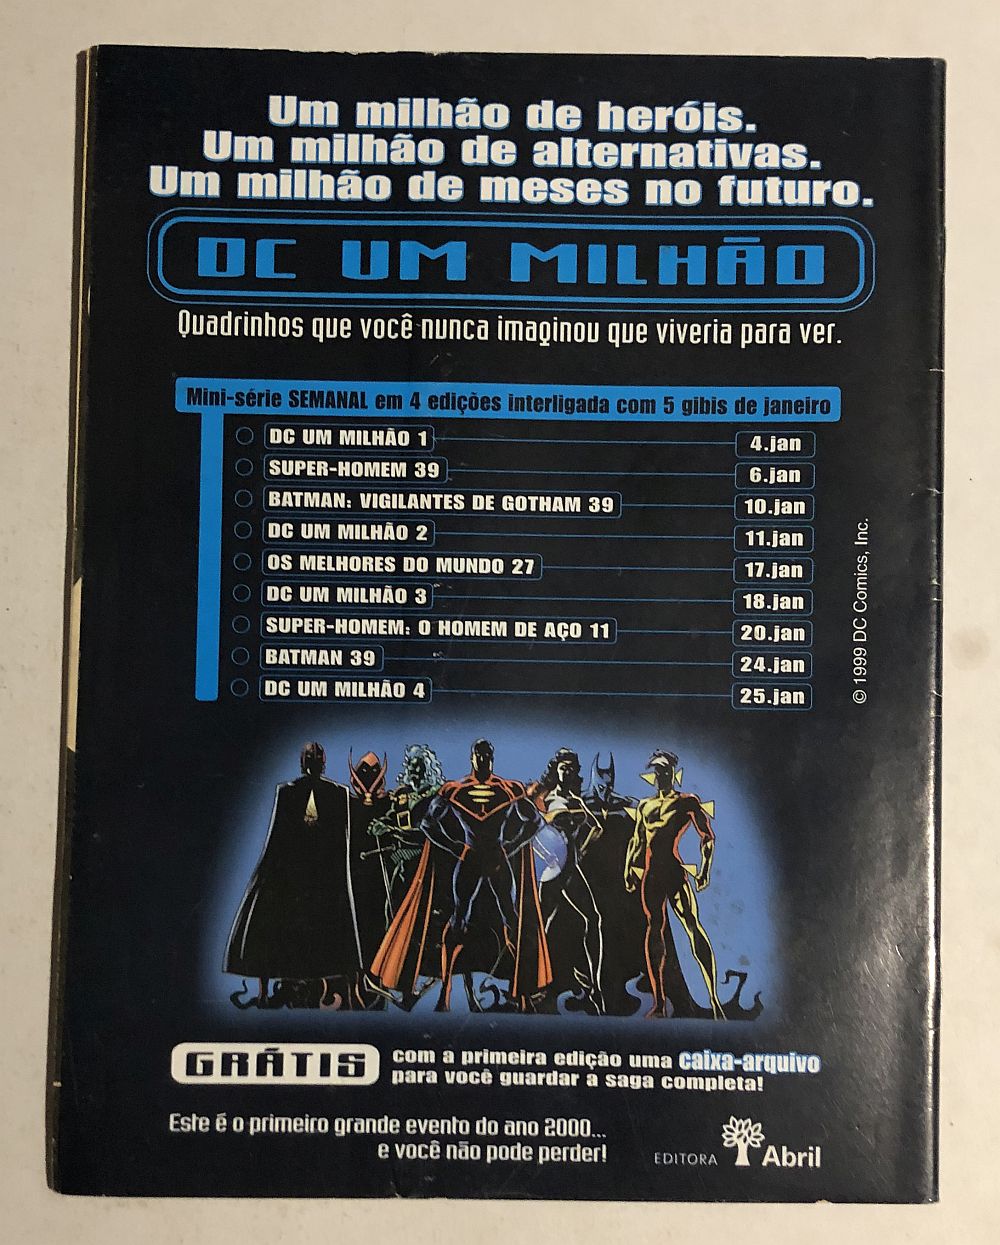 Um milhão de heróis.
Um milhão de alternativas.
Um milhão de meses no futuro.
DC UM MILHÃO
Quadrinhos que você nunca imaginou que viveria para ver.
Mini-série SEMANAL em 4 edições interligada com 5 gibis de janeiro
DC UM MILHÃO 1 4.jan
SUPER-HOMEM 39 6.jan
BATMAN: VIGILANTES DE GOTHAM 39 10.jan
DC UM MILHÃO 2 11.jan
OS MELHORES DO MUNDO 27 17.jan
DC UM MILHÃO 3 18.jan
SUPER-HOMEM: O HOMEM DE AÇO 11 20.jan
BATMAN 39 24.jan
DC UM MILHÃO 4 25.jan
© 1999 DC Comics, Inc.
GRÁTIS com a primeira edição uma caixa-arquivo
para você guardar a saga completa!
Este é o primeiro grande evento do ano 2000...
e você não pode perder!
EDITORA Abril